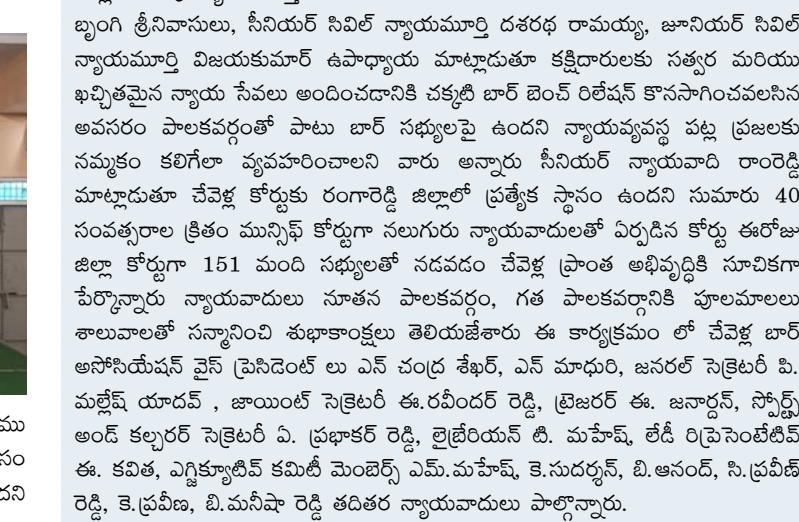 బృంగి శ్రీనివాసులు, సీనియర్ సివిల్ న్యాయమూర్తి దశరథ రామయ్య, జూనియర్ సివిల్
న్యాయమూర్తి విజయకుమార్ ఉపాధ్యాయ మాట్లాడుతూ కక్షిదారులకు సత్వర మరియు
ఖచ్చితమైన న్యాయ సేవలు అందించడానికి చక్కటి బార్ బెంచ్ రిలేషన్ కొనసాగించవలసిన
అవసరం పాలకవర్గంతో పాటు బార్ సభ్యులపై ఉందని న్యాయవ్యవస్థ పట్ల ప్రజలకు
నమ్మకం కలిగేలా వ్యవహరించాలని వారు అన్నారు సీనియర్ న్యాయవాది రాంరెడ్డి
మాట్లాడుతూ చేవెళ్ల కోర్టుకు రంగారెడ్డి జిల్లాలో ప్రత్యేక స్థానం ఉందని సుమారు 40
సంవత్సరాల క్రితం మున్సిఫ్ కోర్టుగా నలుగురు న్యాయవాదులతో ఏర్పడిన కోర్టు ఈరోజు
జిల్లా కోర్టుగా 151 మంది సభ్యులతో నడవడం చేవెళ్ల ప్రాంత అభివృద్ధికి సూచికగా
పేర్కొన్నారు న్యాయవాదులు నూతన పాలకవర్గం, గత పాలకవర్గానికి పూలమాలలు
శాలువాలతో సన్మానించి శుభాకాంక్షలు తెలియజేశారు ఈ కార్యక్రమం లో చేవెళ్ల బార్
అసోసియేషన్ వైస్ ప్రెసిడెంట్ లు ఎన్ చంద్ర శేఖర్, ఎన్ మాధురి, జనరల్ సెక్రెటరీ పి.
మల్లేష్ యాదవ్ , జాయింట్ సెక్రెటరీ ఈ.రవీందర్ రెడ్డి, ట్రెజరర్ ఈ. జనార్దన్, స్పోర్ట్స్
అండ్ కల్చరర్ సెక్రెటరీ ఏ. ప్రభాకర్ రెడ్డి, లైబ్రేరియన్ టి. మహేష్, లేడీ రిప్రెసెంటేటివ్
ఈ. కవిత, ఎగ్జిక్యూటివ్ కమిటీ మెంబెర్స్ ఎమ్.మహేష్, కె.సుదర్శన్, బి.ఆనంద్, సి.ప్రవీణ్
రెడ్డి, కె.ప్రవీణ, బి.మనీషా రెడ్డి తదితర న్యాయవాదులు పాల్గొన్నారు.